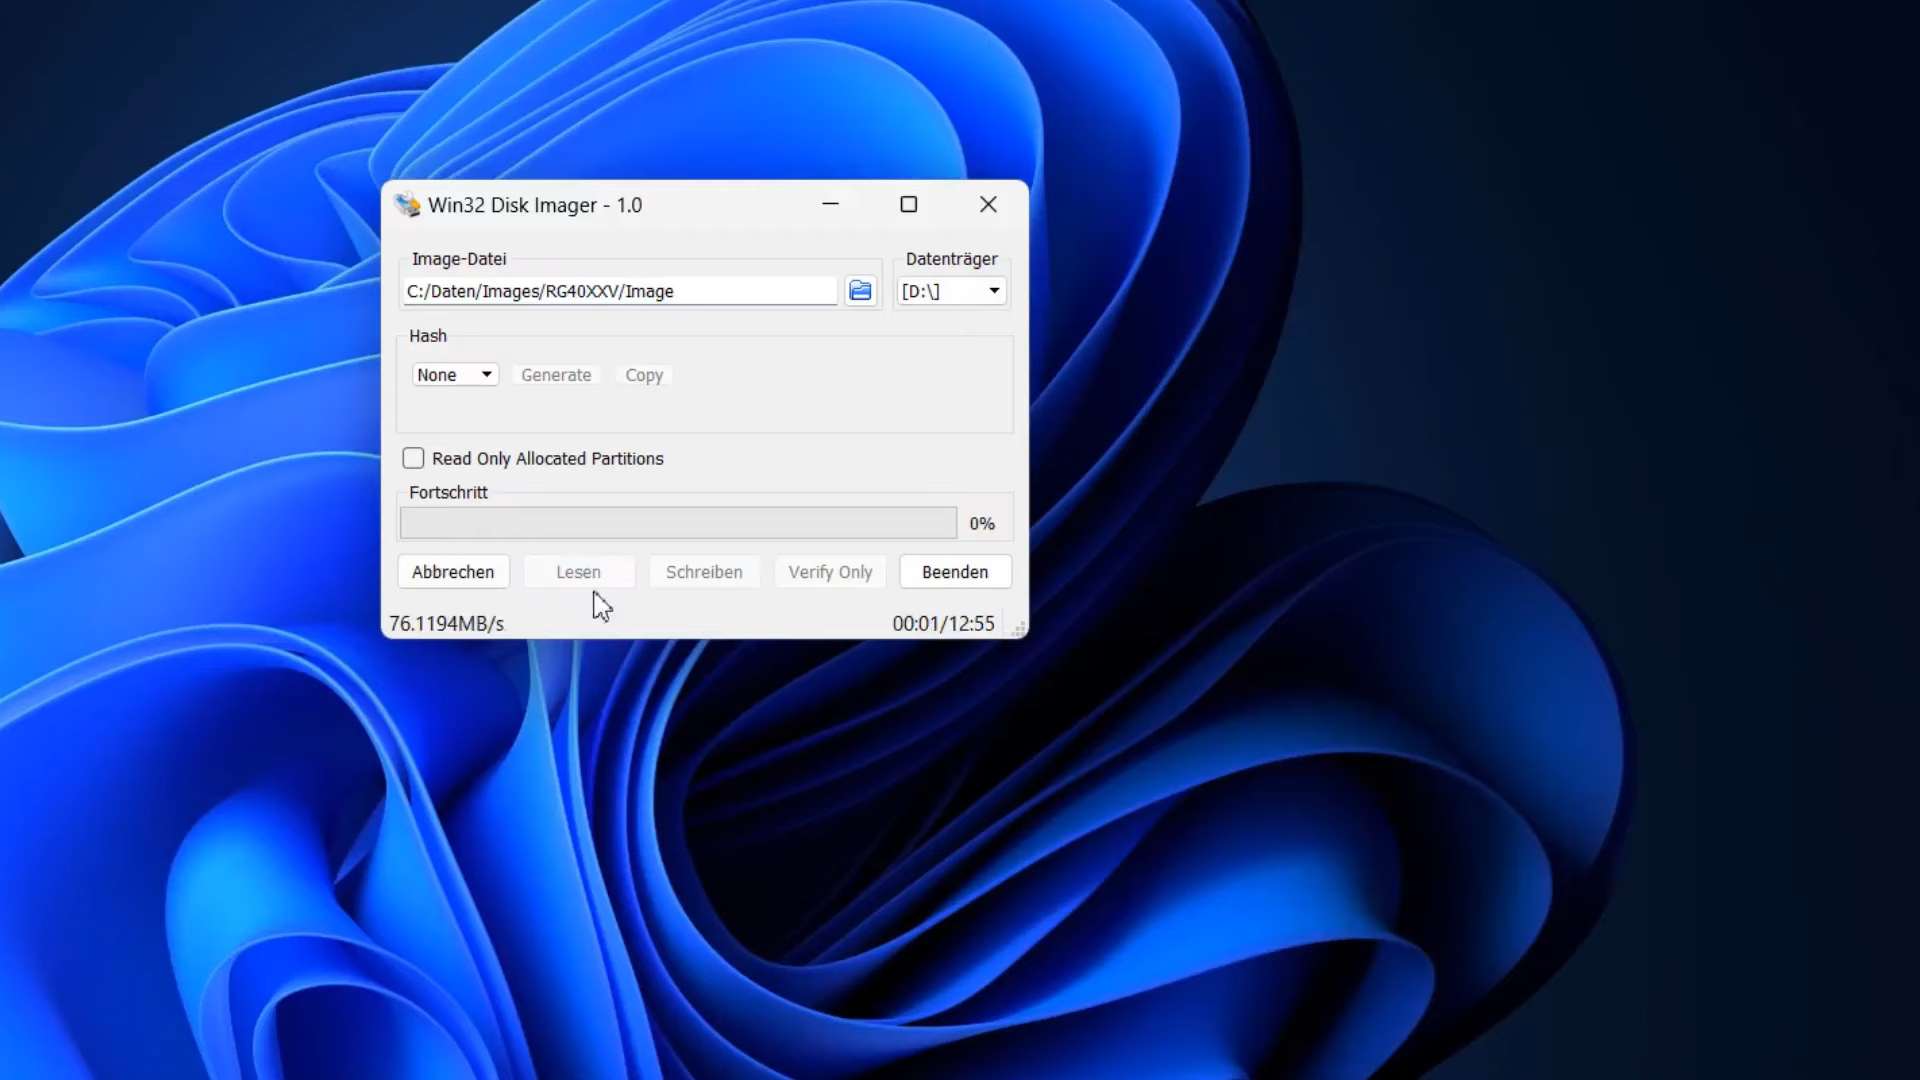 Win32 Disk Imager - 1.0
Image-Datei
Datenträger
C:/Daten/Images/RG40XXV/Image
[D:\]
Hash
None
Generate
Copy
Read Only Allocated Partitions
Fortschritt
0%
Abbrechen
Lesen
Schreiben
Verify Only
Beenden
76.1194MB/s
00:01/12:55